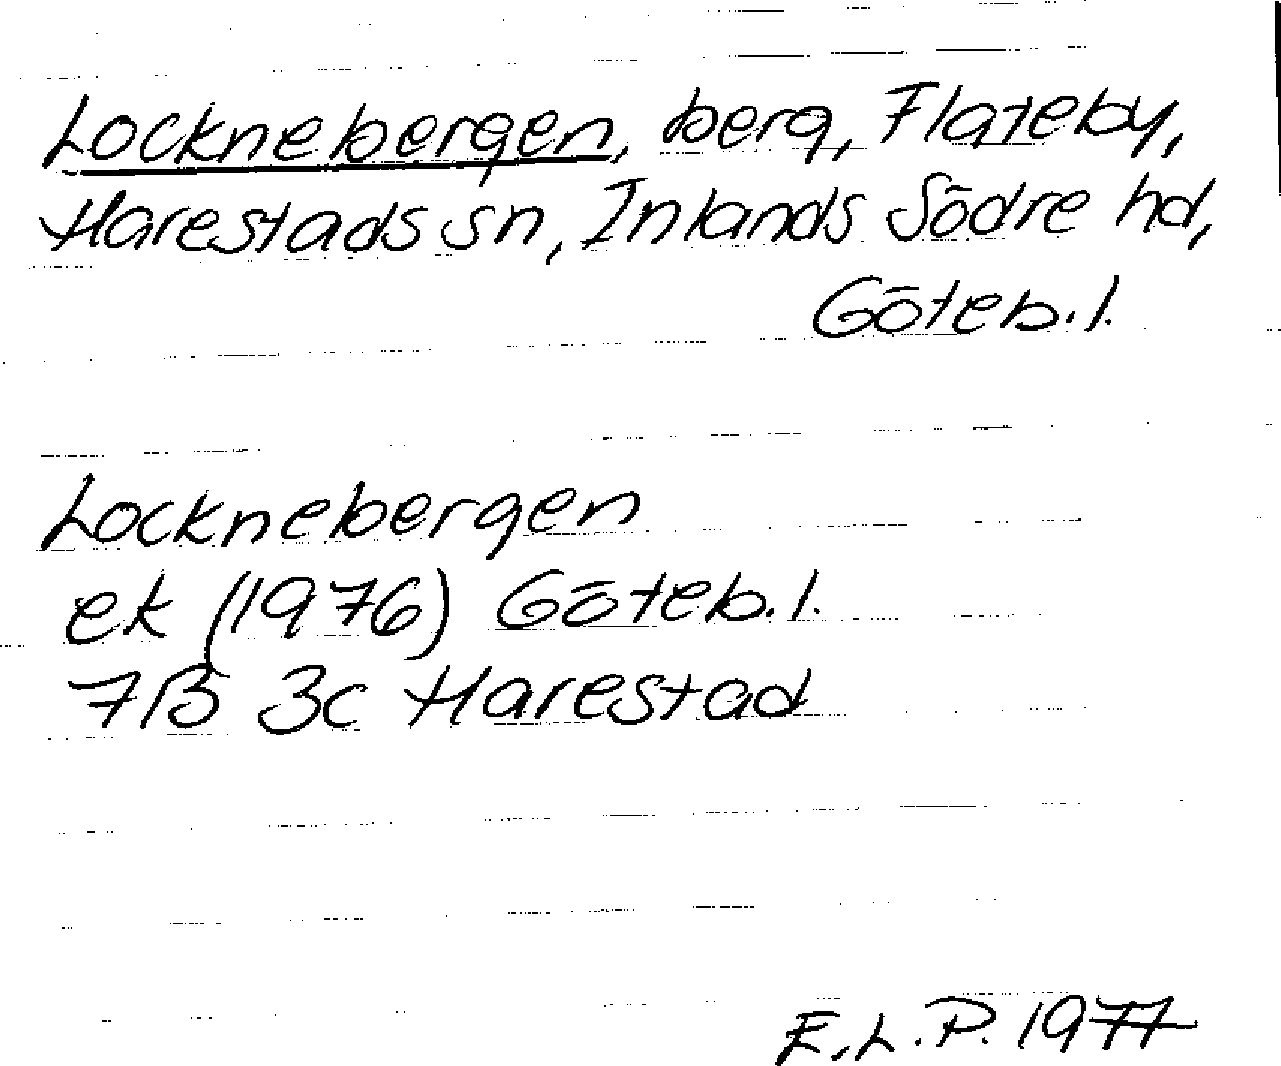 Locknebergen, berg, Flateby,
Harestads sn, Inlands Södre hd,
Göteb. l.
Locknebergen
ek (1976) Göteb. l.
7B 3c Harestad
E.L.P. 1977